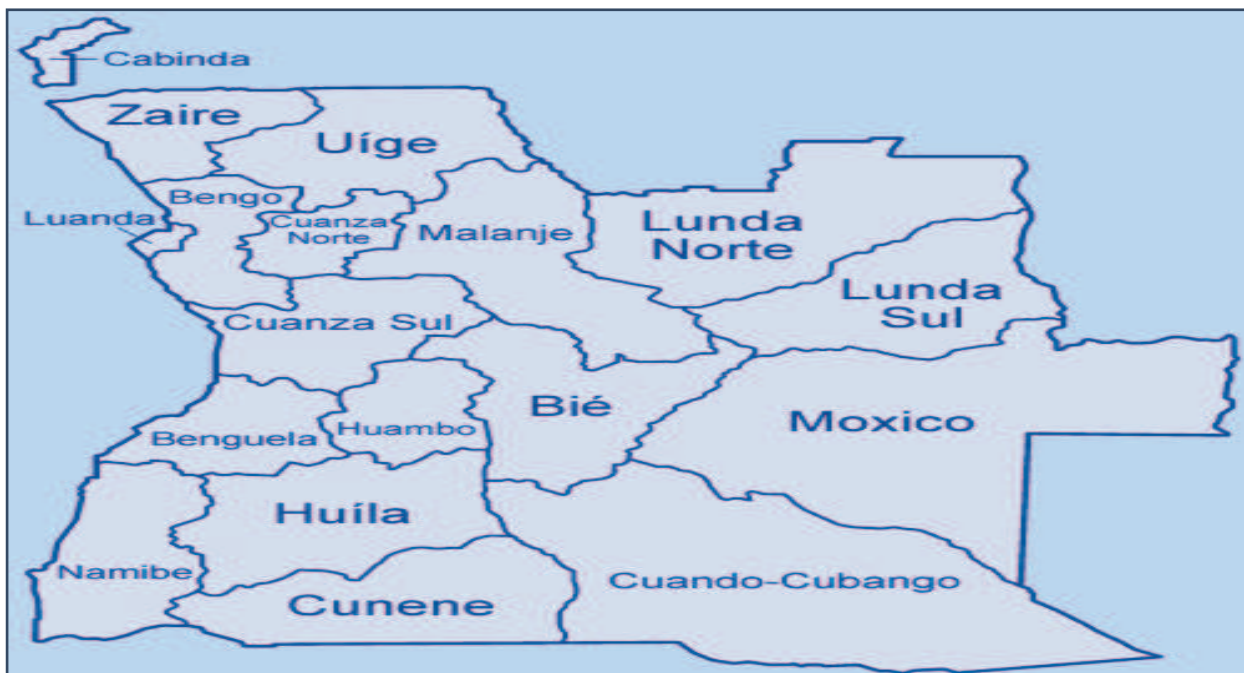 Cabinda
Zaire
Uíge
Bengo
Luanda
Cuanza
Norte
Malanje
Lunda
Norte
Lunda
Sul
Cuanza Sul
Bié
Moxico
Benguela
Huambo
Huíla
Namibe
Cunene
Cuando-Cubango